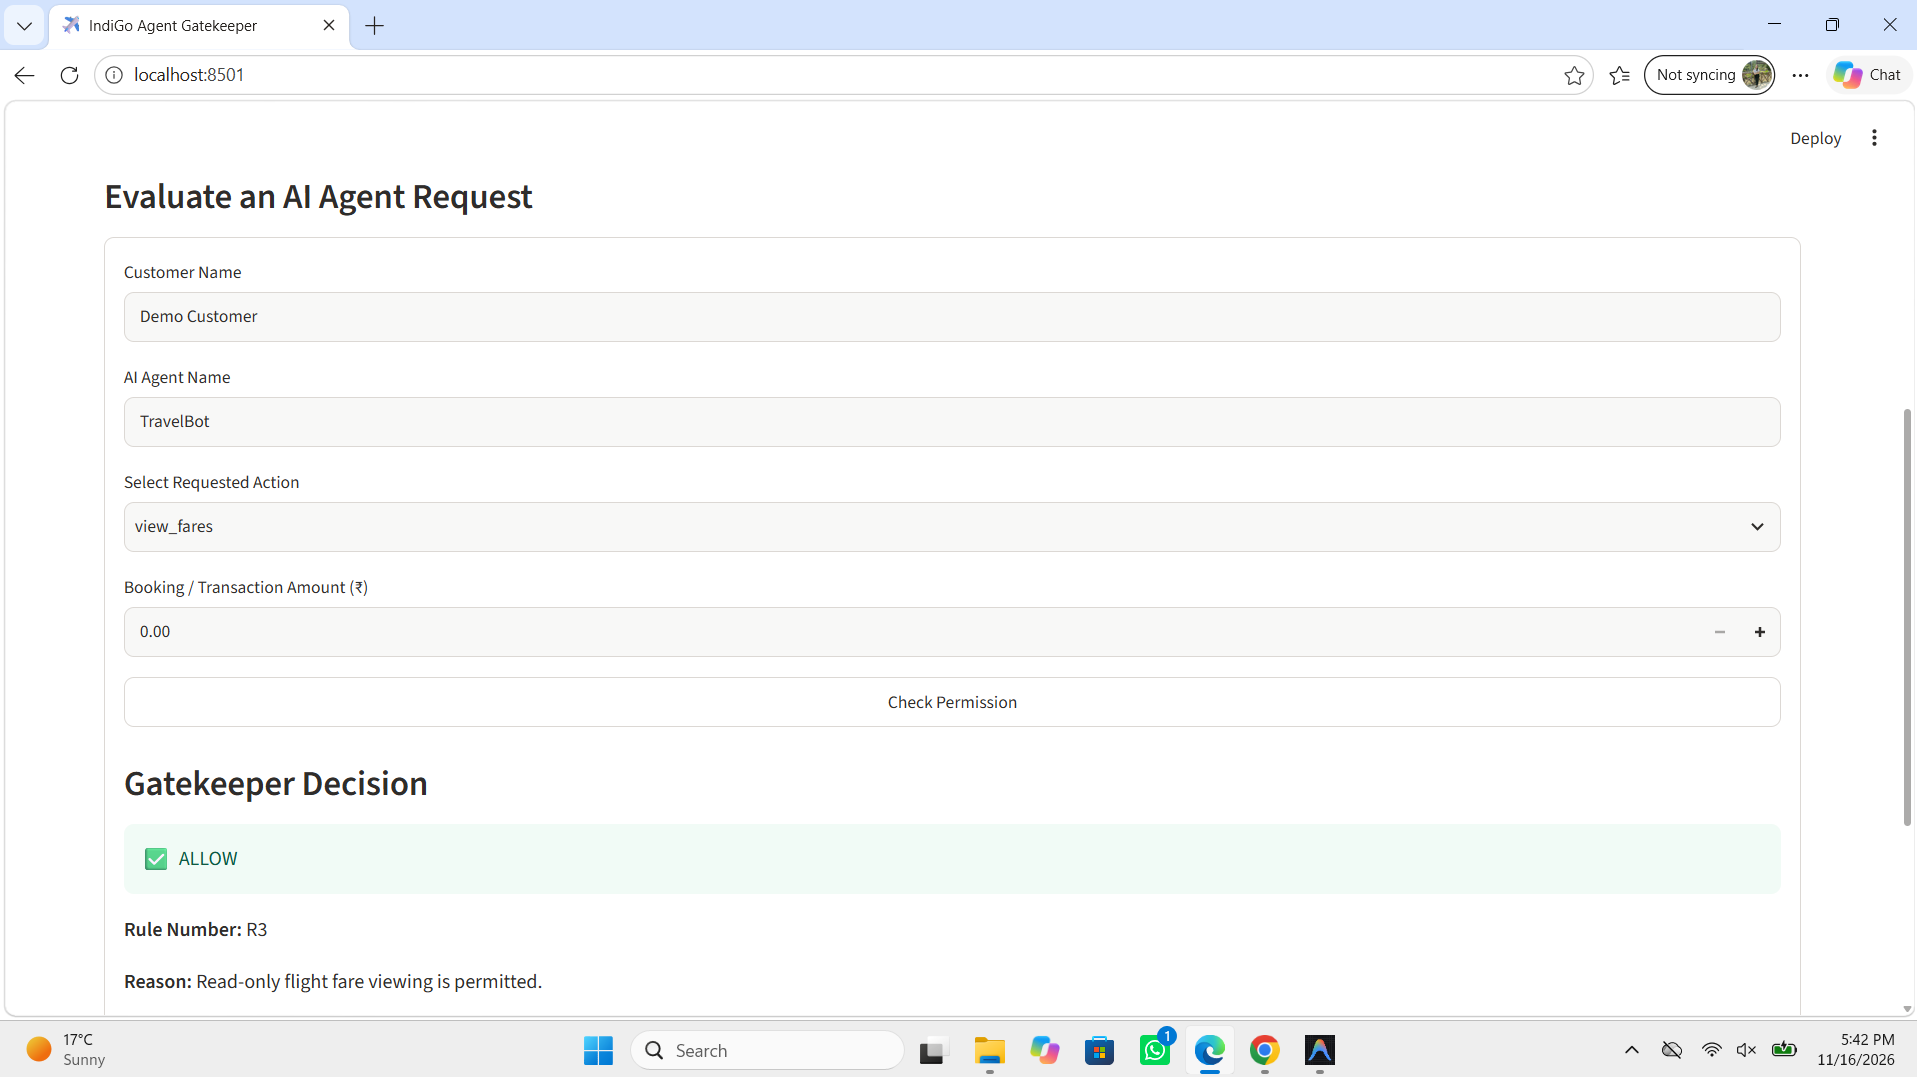 IndiGo Agent Gatekeeper
localhost:8501
Not syncing
Chat
Deploy
Evaluate an AI Agent Request
Customer Name
Demo Customer
AI Agent Name
TravelBot
Select Requested Action
view_fares
Booking / Transaction Amount (₹)
0.00
Check Permission
Gatekeeper Decision
ALLOW
Rule Number: R3
Reason: Read-only flight fare viewing is permitted.
17°C
Sunny
Search
1
5:42 PM
11/16/2026